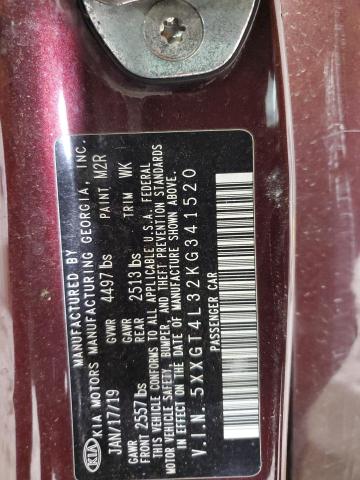 KIA
MANUFACTURED BY
KIA MOTORS MANUFACTURING GEORGIA, INC.
JAN/17/19 GVWR 4497 lbs PAINT M2R
GAWR FRONT 2557 lbs GAWR REAR 2513 lbs TRIM WK
THIS VEHICLE CONFORMS TO ALL APPLICABLE U.S.A. FEDERAL
MOTOR VEHICLE SAFETY, BUMPER, AND THEFT PREVENTION STANDARDS
IN EFFECT ON THE DATE OF MANUFACTURE SHOWN ABOVE.
V.I.N. 5XXGT4L32KG341520
PASSENGER CAR